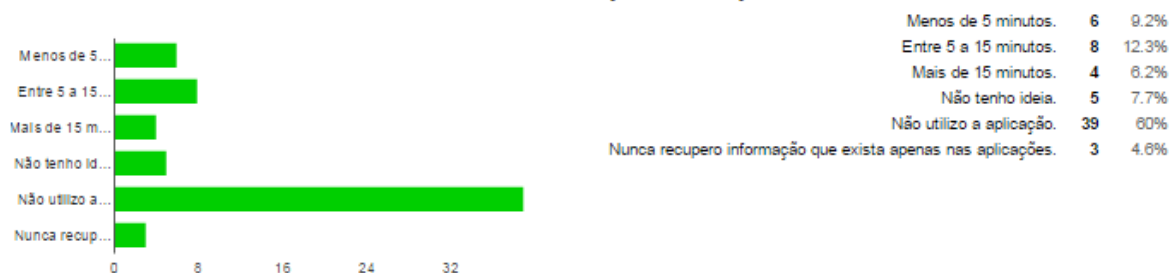 Menos de 5...
Entre 5 a 15...
Mais de 15 m...
Não tenho id...
Não utilizo a...
Nunca recup...
0 8 16 24 32
Menos de 5 minutos. 6 9.2%
Entre 5 a 15 minutos. 8 12.3%
Mais de 15 minutos. 4 6.2%
Não tenho ideia. 5 7.7%
Não utilizo a aplicação. 39 60%
Nunca recupero informação que exista apenas nas aplicações. 3 4.6%